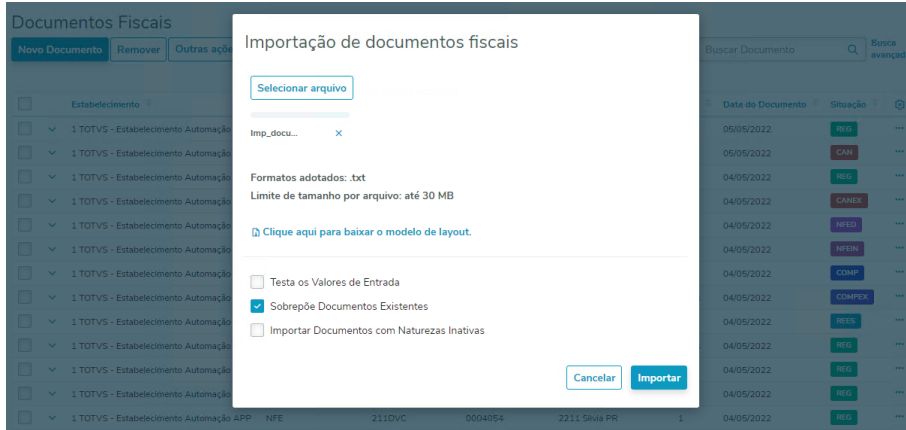 Documentos Fiscais
Novo Documento Remover Outras açõe Buscar Documento Busca avançad
Importação de documentos fiscais
Selecionar arquivo
Imp_docu... ×
Formatos adotados: .txt
Limite de tamanho por arquivo: até 30 MB
Clique aqui para baixar o modelo de layout.
Testa os Valores de Entrada
Sobrepõe Documentos Existentes
Importar Documentos com Naturezas Inativas
Cancelar Importar
Estabelecimento Data do Documento Situação
1 TOTVS - Estabelecimento Automação 05/05/2022 REG
1 TOTVS - Estabelecimento Automação 05/05/2022 CAN
1 TOTVS - Estabelecimento Automação 04/05/2022 REG
1 TOTVS - Estabelecimento Automação 04/05/2022 CANEX
1 TOTVS - Estabelecimento Automação 04/05/2022 NFED
1 TOTVS - Estabelecimento Automação 04/05/2022 NFEIN
1 TOTVS - Estabelecimento Automação 04/05/2022 COMP
1 TOTVS - Estabelecimento Automação 04/05/2022 COMPEX
1 TOTVS - Estabelecimento Automação 04/05/2022 REES
1 TOTVS - Estabelecimento Automação 04/05/2022 REG
1 TOTVS - Estabelecimento Automação 04/05/2022 REG
1 TOTVS - Estabelecimento Automação 04/05/2022 REG
1 TOTVS - Estabelecimento Automação APP NFE 211DVC 0004054 2211 Silvia PR 1 04/05/2022 REG